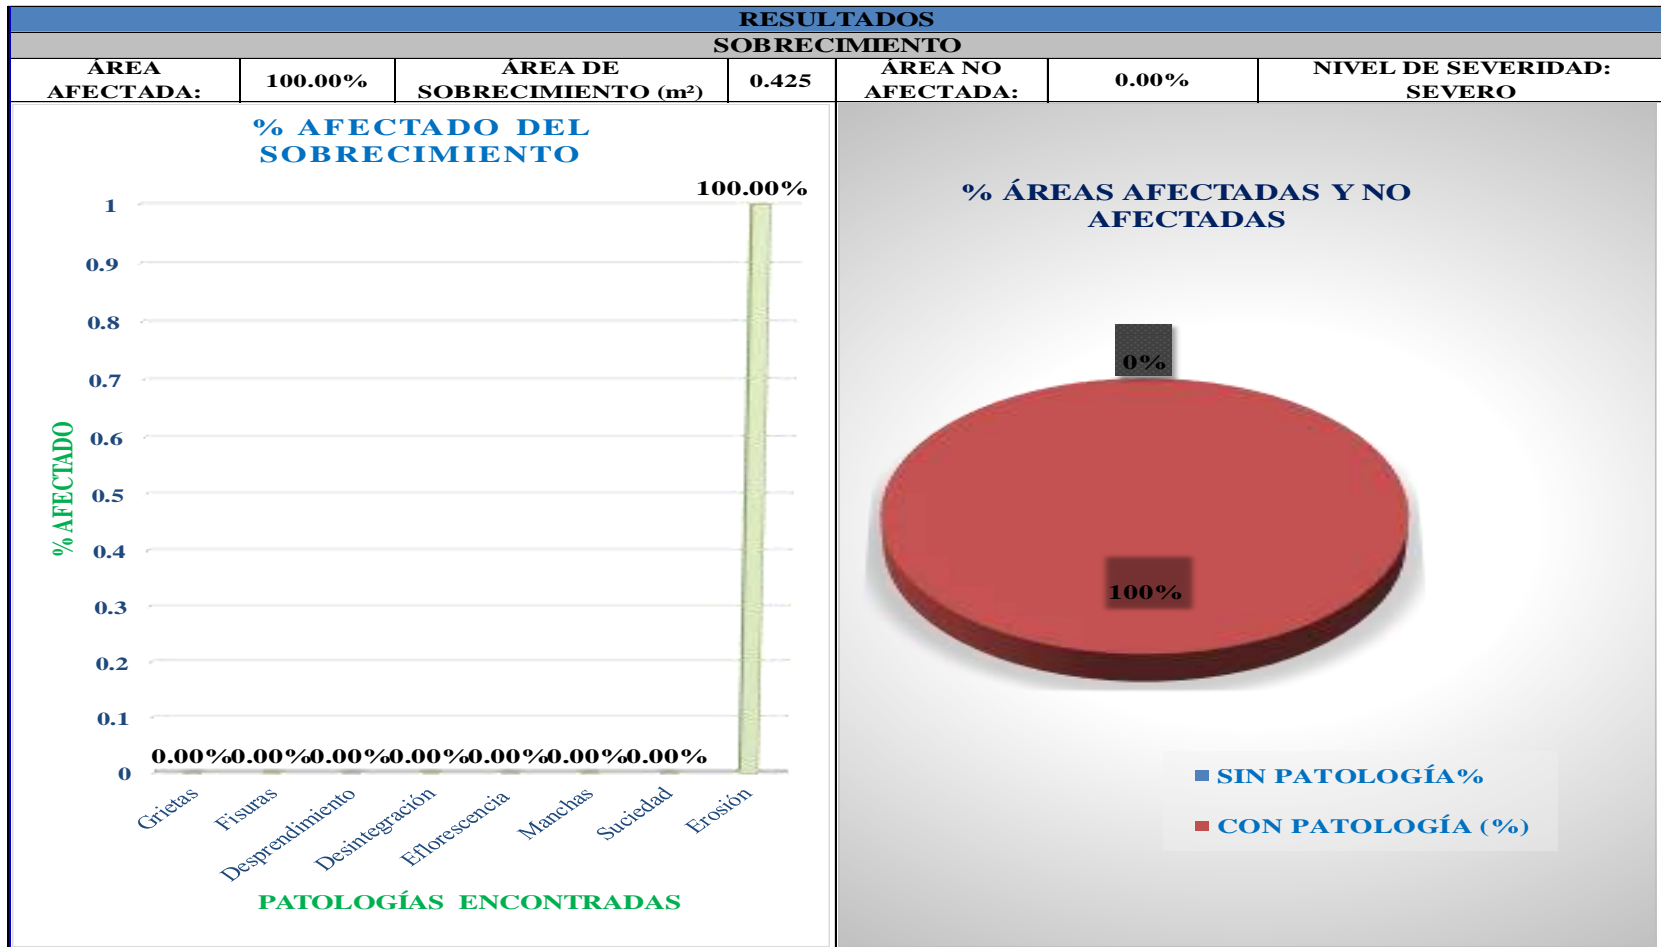 RESULTADOS
SOBRECIMIENTO
ÁREA
AFECTADA:
100.00%
ÁREA DE
SOBRECIMIENTO (m²)
0.425
ÁREA NO
AFECTADA:
0.00%
NIVEL DE SEVERIDAD:
SEVERO
% AFECTADO DEL
SOBRECIMIENTO
100.00%
1
0.9
0.8
0.7
0.6
0.5
0.4
0.3
0.2
0.1
0
% AFECTADO
0.00% 0.00% 0.00% 0.00% 0.00% 0.00% 0.00%
Grietas
Fisuras
Desprendimiento
Desintegración
Eflorescencia
Manchas
Suciedad
Erosión
PATOLOGÍAS ENCONTRADAS
% ÁREAS AFECTADAS Y NO
AFECTADAS
0%
100%
SIN PATOLOGÍA%
CON PATOLOGÍA (%)